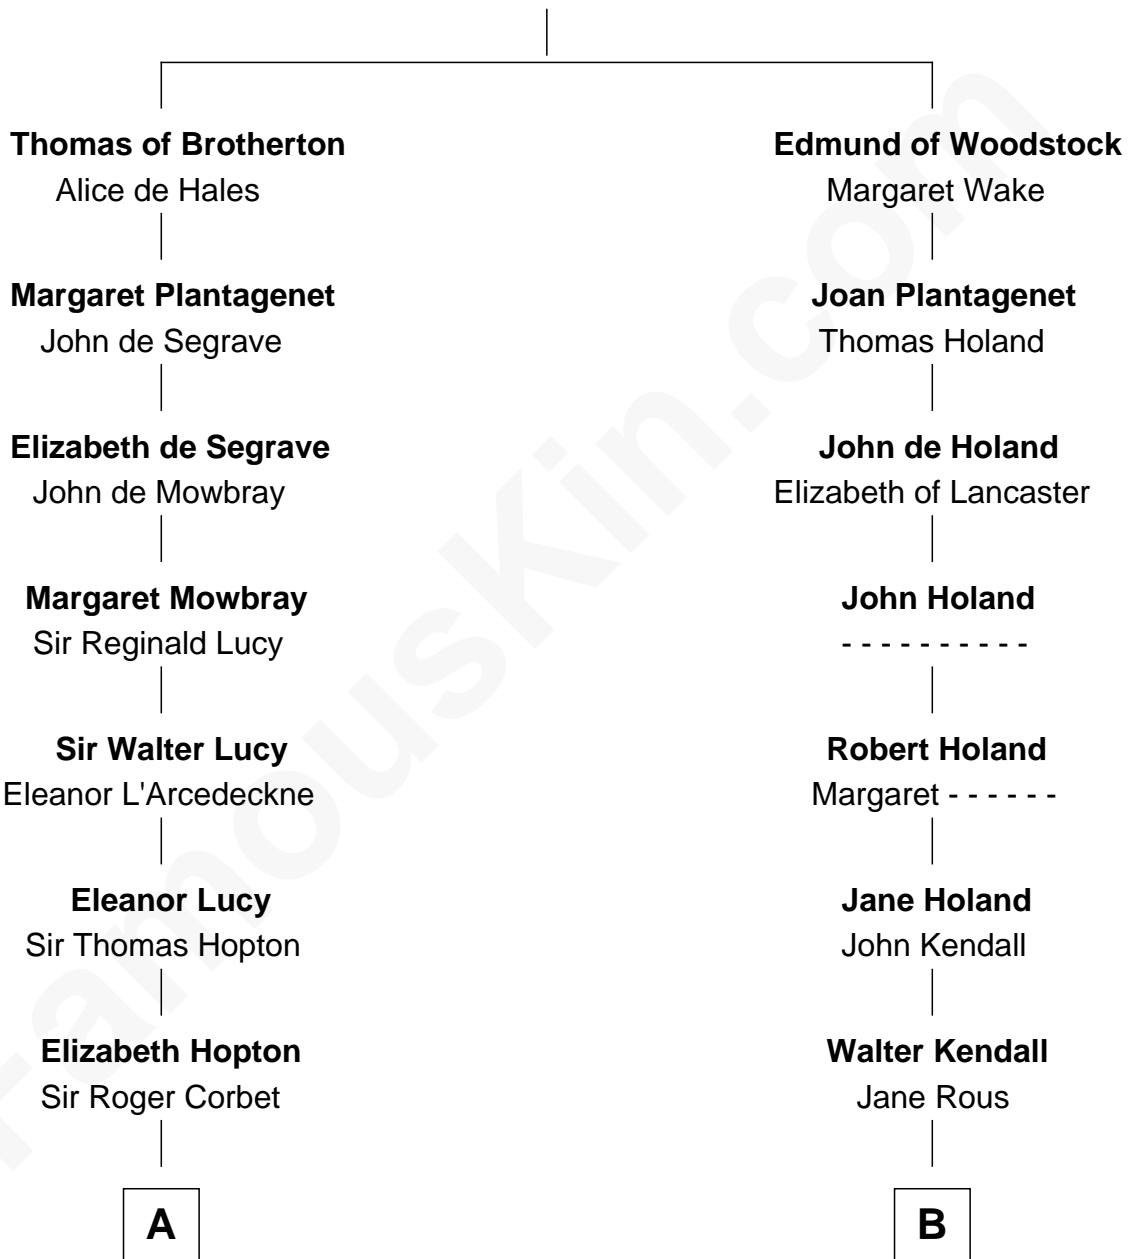 Thomas of Brotherton
Alice de Hales
Margaret Plantagenet
John de Segrave
Elizabeth de Segrave
John de Mowbray
Margaret Mowbray
Sir Reginald Lucy
Sir Walter Lucy
Eleanor L'Arcedeckne
Eleanor Lucy
Sir Thomas Hopton
Elizabeth Hopton
Sir Roger Corbet
A
Edmund of Woodstock
Margaret Wake
Joan Plantagenet
Thomas Holand
John de Holand
Elizabeth of Lancaster
John Holand
- - - - - - - - - -
Robert Holand
Margaret - - - - - -
Jane Holand
John Kendall
Walter Kendall
Jane Rous
B
FamousKin.com